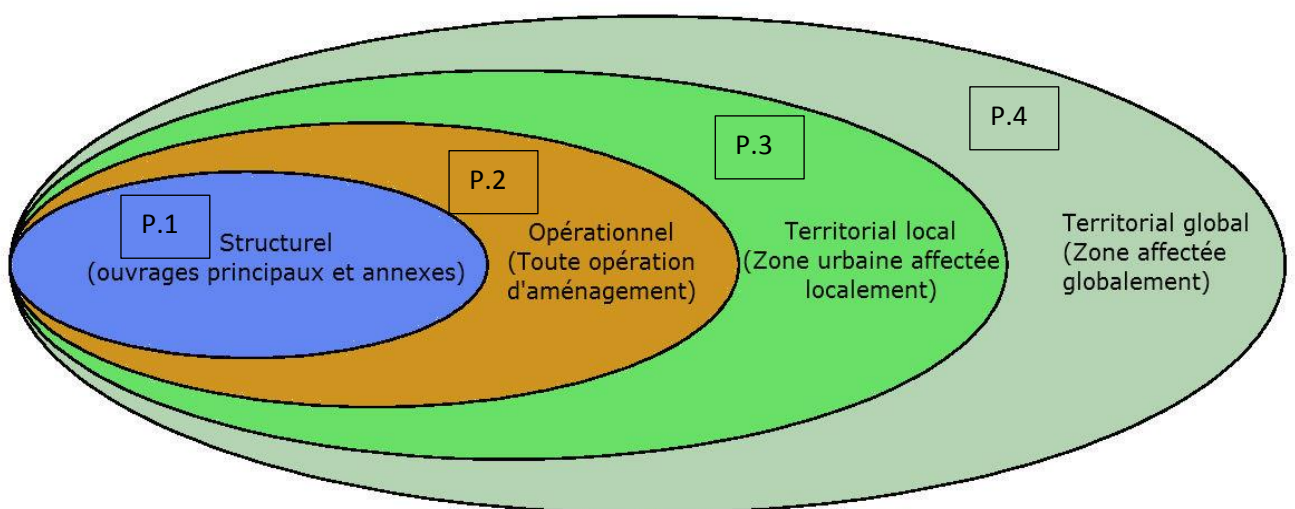 P.1
Structurel
(ouvrages principaux et annexes)
P.2
Opérationnel
(Toute opération
d'aménagement)
P.3
Territorial local
(Zone urbaine affectée
localement)
P.4
Territorial global
(Zone affectée
globalement)